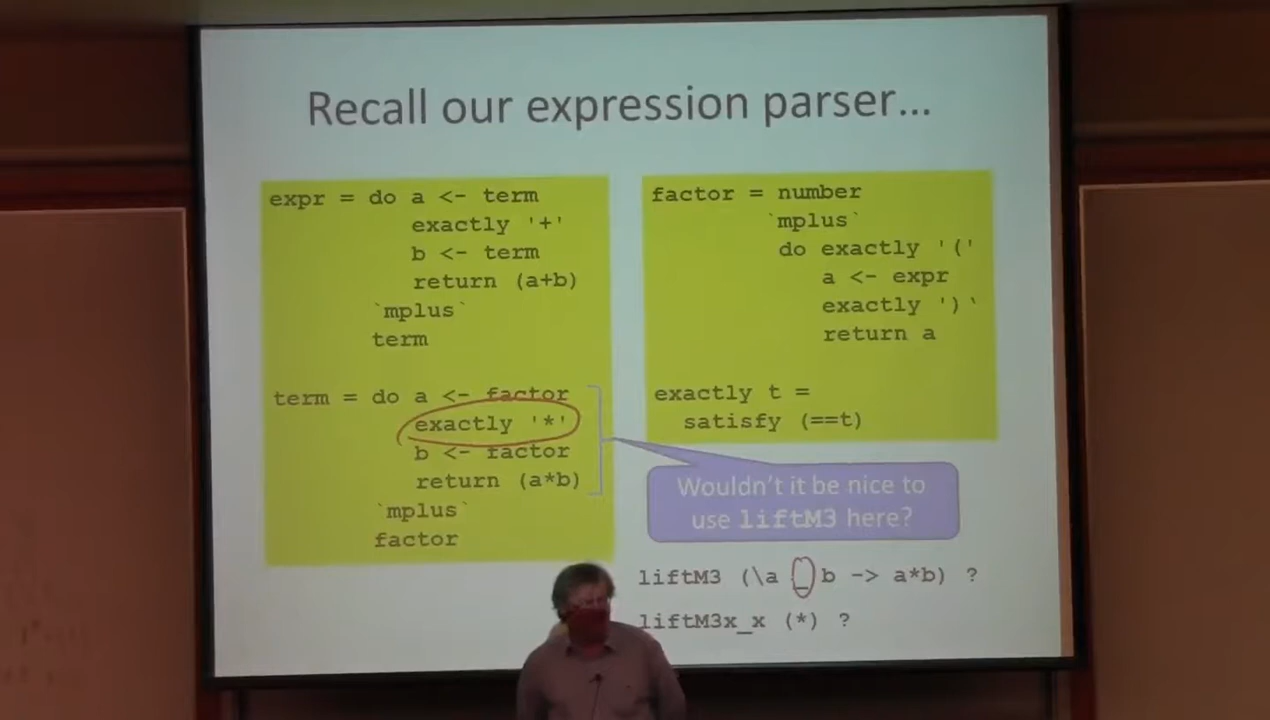 Recall our expression parser...
expr = do a <- term
exactly '+'
b <- term
return (a+b)
`mplus`
term
term = do a <- factor
exactly '*'
b <- factor
return (a*b)
`mplus`
factor
factor = number
`mplus`
do exactly '('
a <- expr
exactly ')`
return a
exactly t =
satisfy (==t)
Wouldn't it be nice to
use liftM3 here?
liftM3 (\a _ b -> a*b) ?
liftM3x_x (*) ?